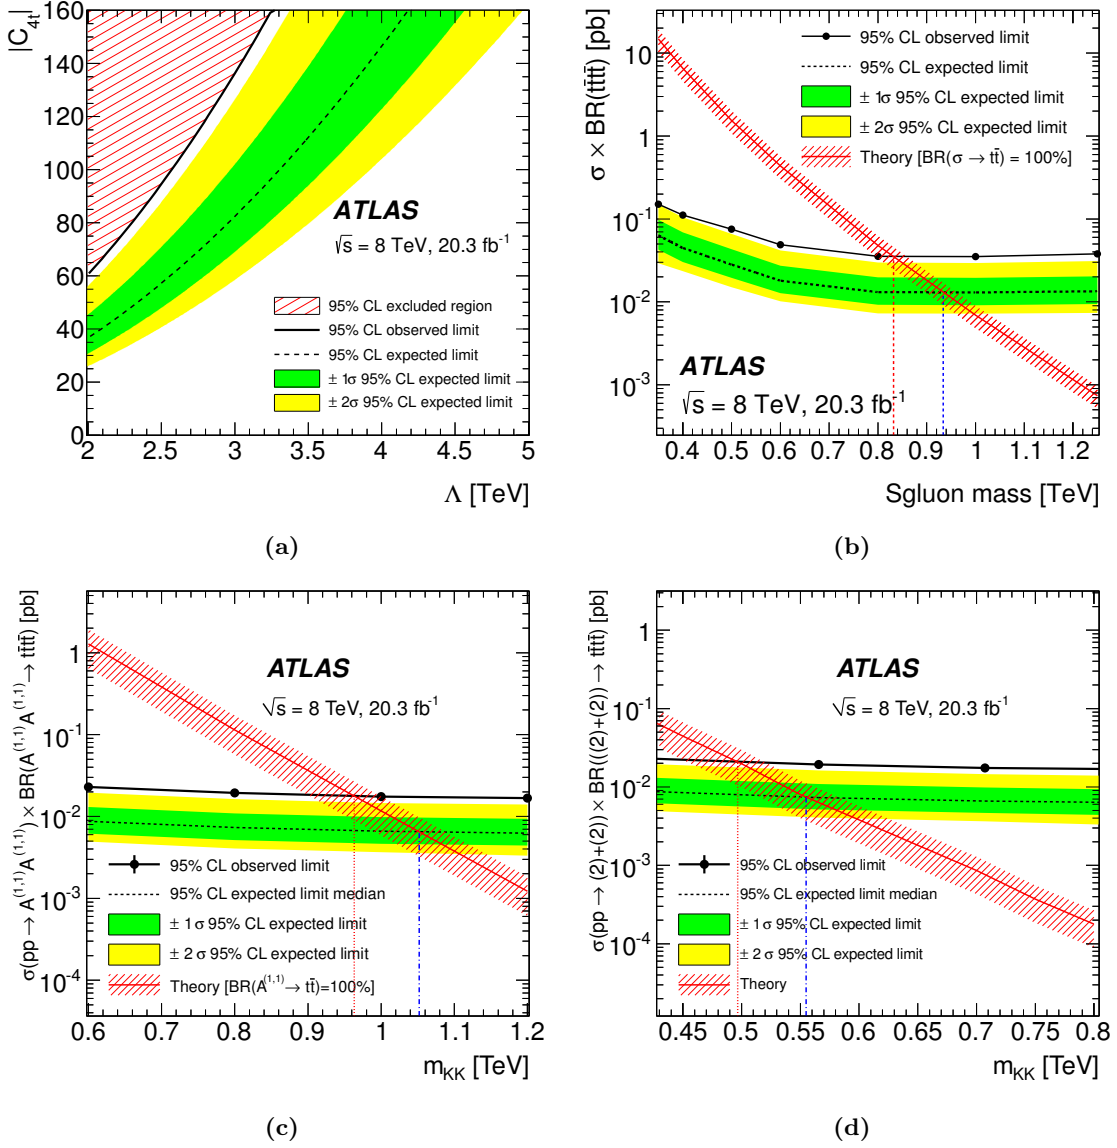 |C4t|
160
140
120
100
80
60
40
20
0
2 2.5 3 3.5 4 4.5 5
Λ [TeV]
ATLAS
√s = 8 TeV, 20.3 fb-1
95% CL excluded region
95% CL observed limit
95% CL expected limit
± 1σ 95% CL expected limit
± 2σ 95% CL expected limit
(a)
σ × BR(tt̄tt̄) [pb]
10
1
10-1
10-2
10-3
0.4 0.5 0.6 0.7 0.8 0.9 1 1.1 1.2
Sgluon mass [TeV]
95% CL observed limit
95% CL expected limit
± 1σ 95% CL expected limit
± 2σ 95% CL expected limit
Theory [BR(σ → tt̄) = 100%]
ATLAS
√s = 8 TeV, 20.3 fb-1
(b)
σ(pp → A(1,1)A(1,1)) × BR(A(1,1)A(1,1) → tt̄tt̄) [pb]
1
10-1
10-2
10-3
10-4
0.6 0.7 0.8 0.9 1 1.1 1.2
mKK [TeV]
ATLAS
√s = 8 TeV, 20.3 fb-1
95% CL observed limit
95% CL expected limit median
± 1 σ 95% CL expected limit
± 2 σ 95% CL expected limit
Theory [BR(A(1,1) → tt̄)=100%]
(c)
σ(pp → (2)+(2)) × BR(((2)+(2)) → tt̄tt̄) [pb]
1
10-1
10-2
10-3
10-4
0.45 0.5 0.55 0.6 0.65 0.7 0.75 0.8
mKK [TeV]
ATLAS
√s = 8 TeV, 20.3 fb-1
95% CL observed limit
95% CL expected limit median
± 1 σ 95% CL expected limit
± 2 σ 95% CL expected limit
Theory
(d)